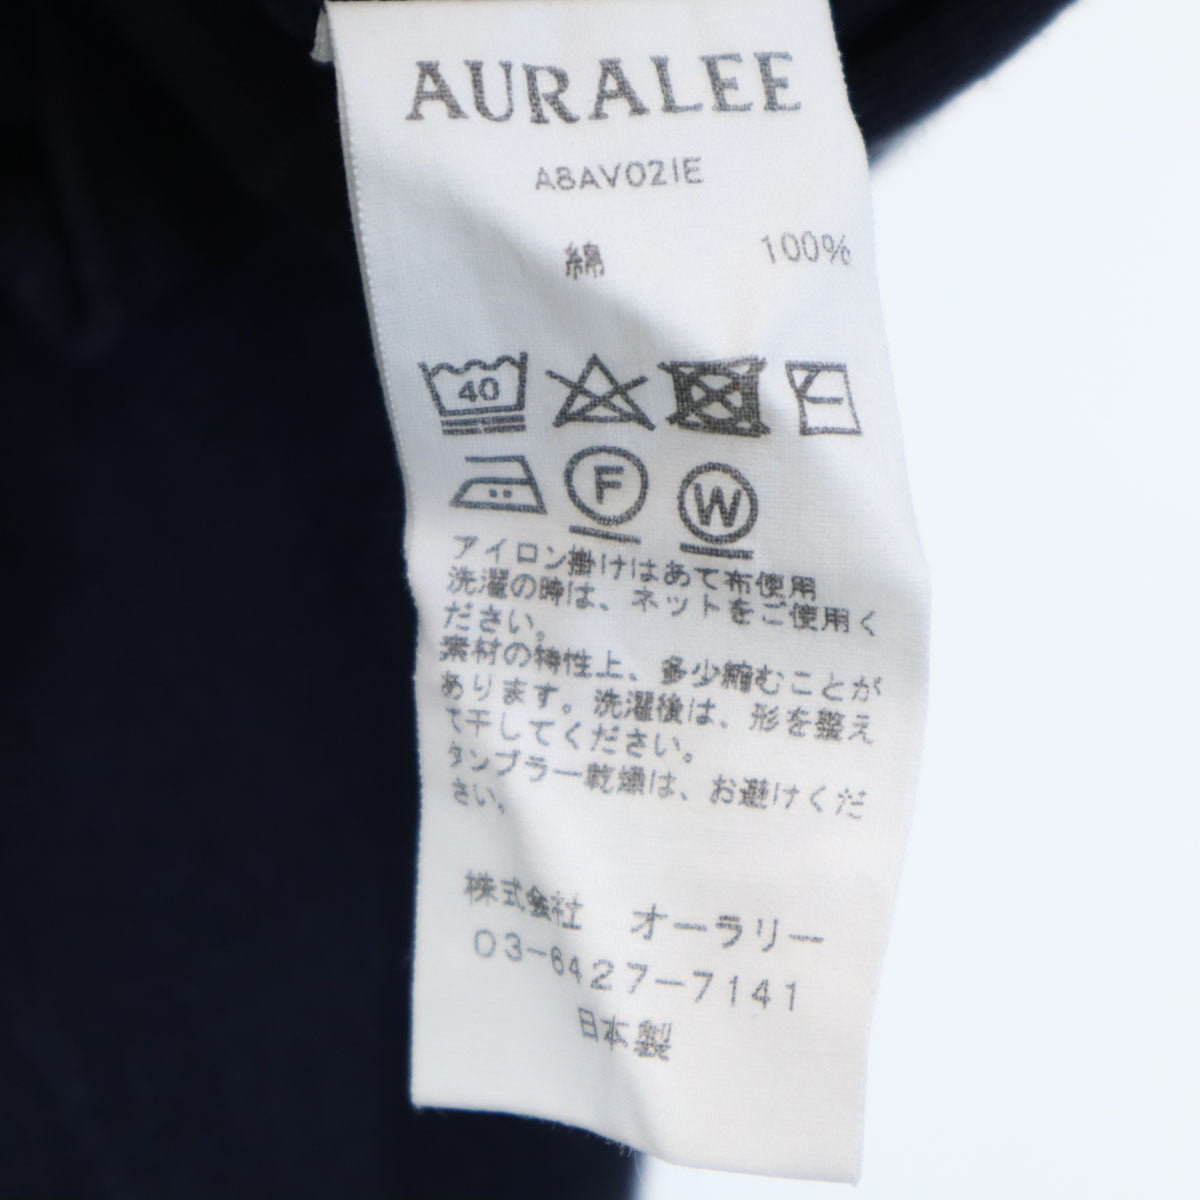 AURALEE
A8AV02IE
綿 100%
40
F W
アイロン掛けはあて布使用
洗濯の時は、ネットをご使用く
ださい。
素材の特性上、多少縮むことが
あります。洗濯後は、形を整え
て干してください。
タンブラー乾燥は、お避けくだ
さい。
株式会社 オーラリー
03-6427-7141
日本製